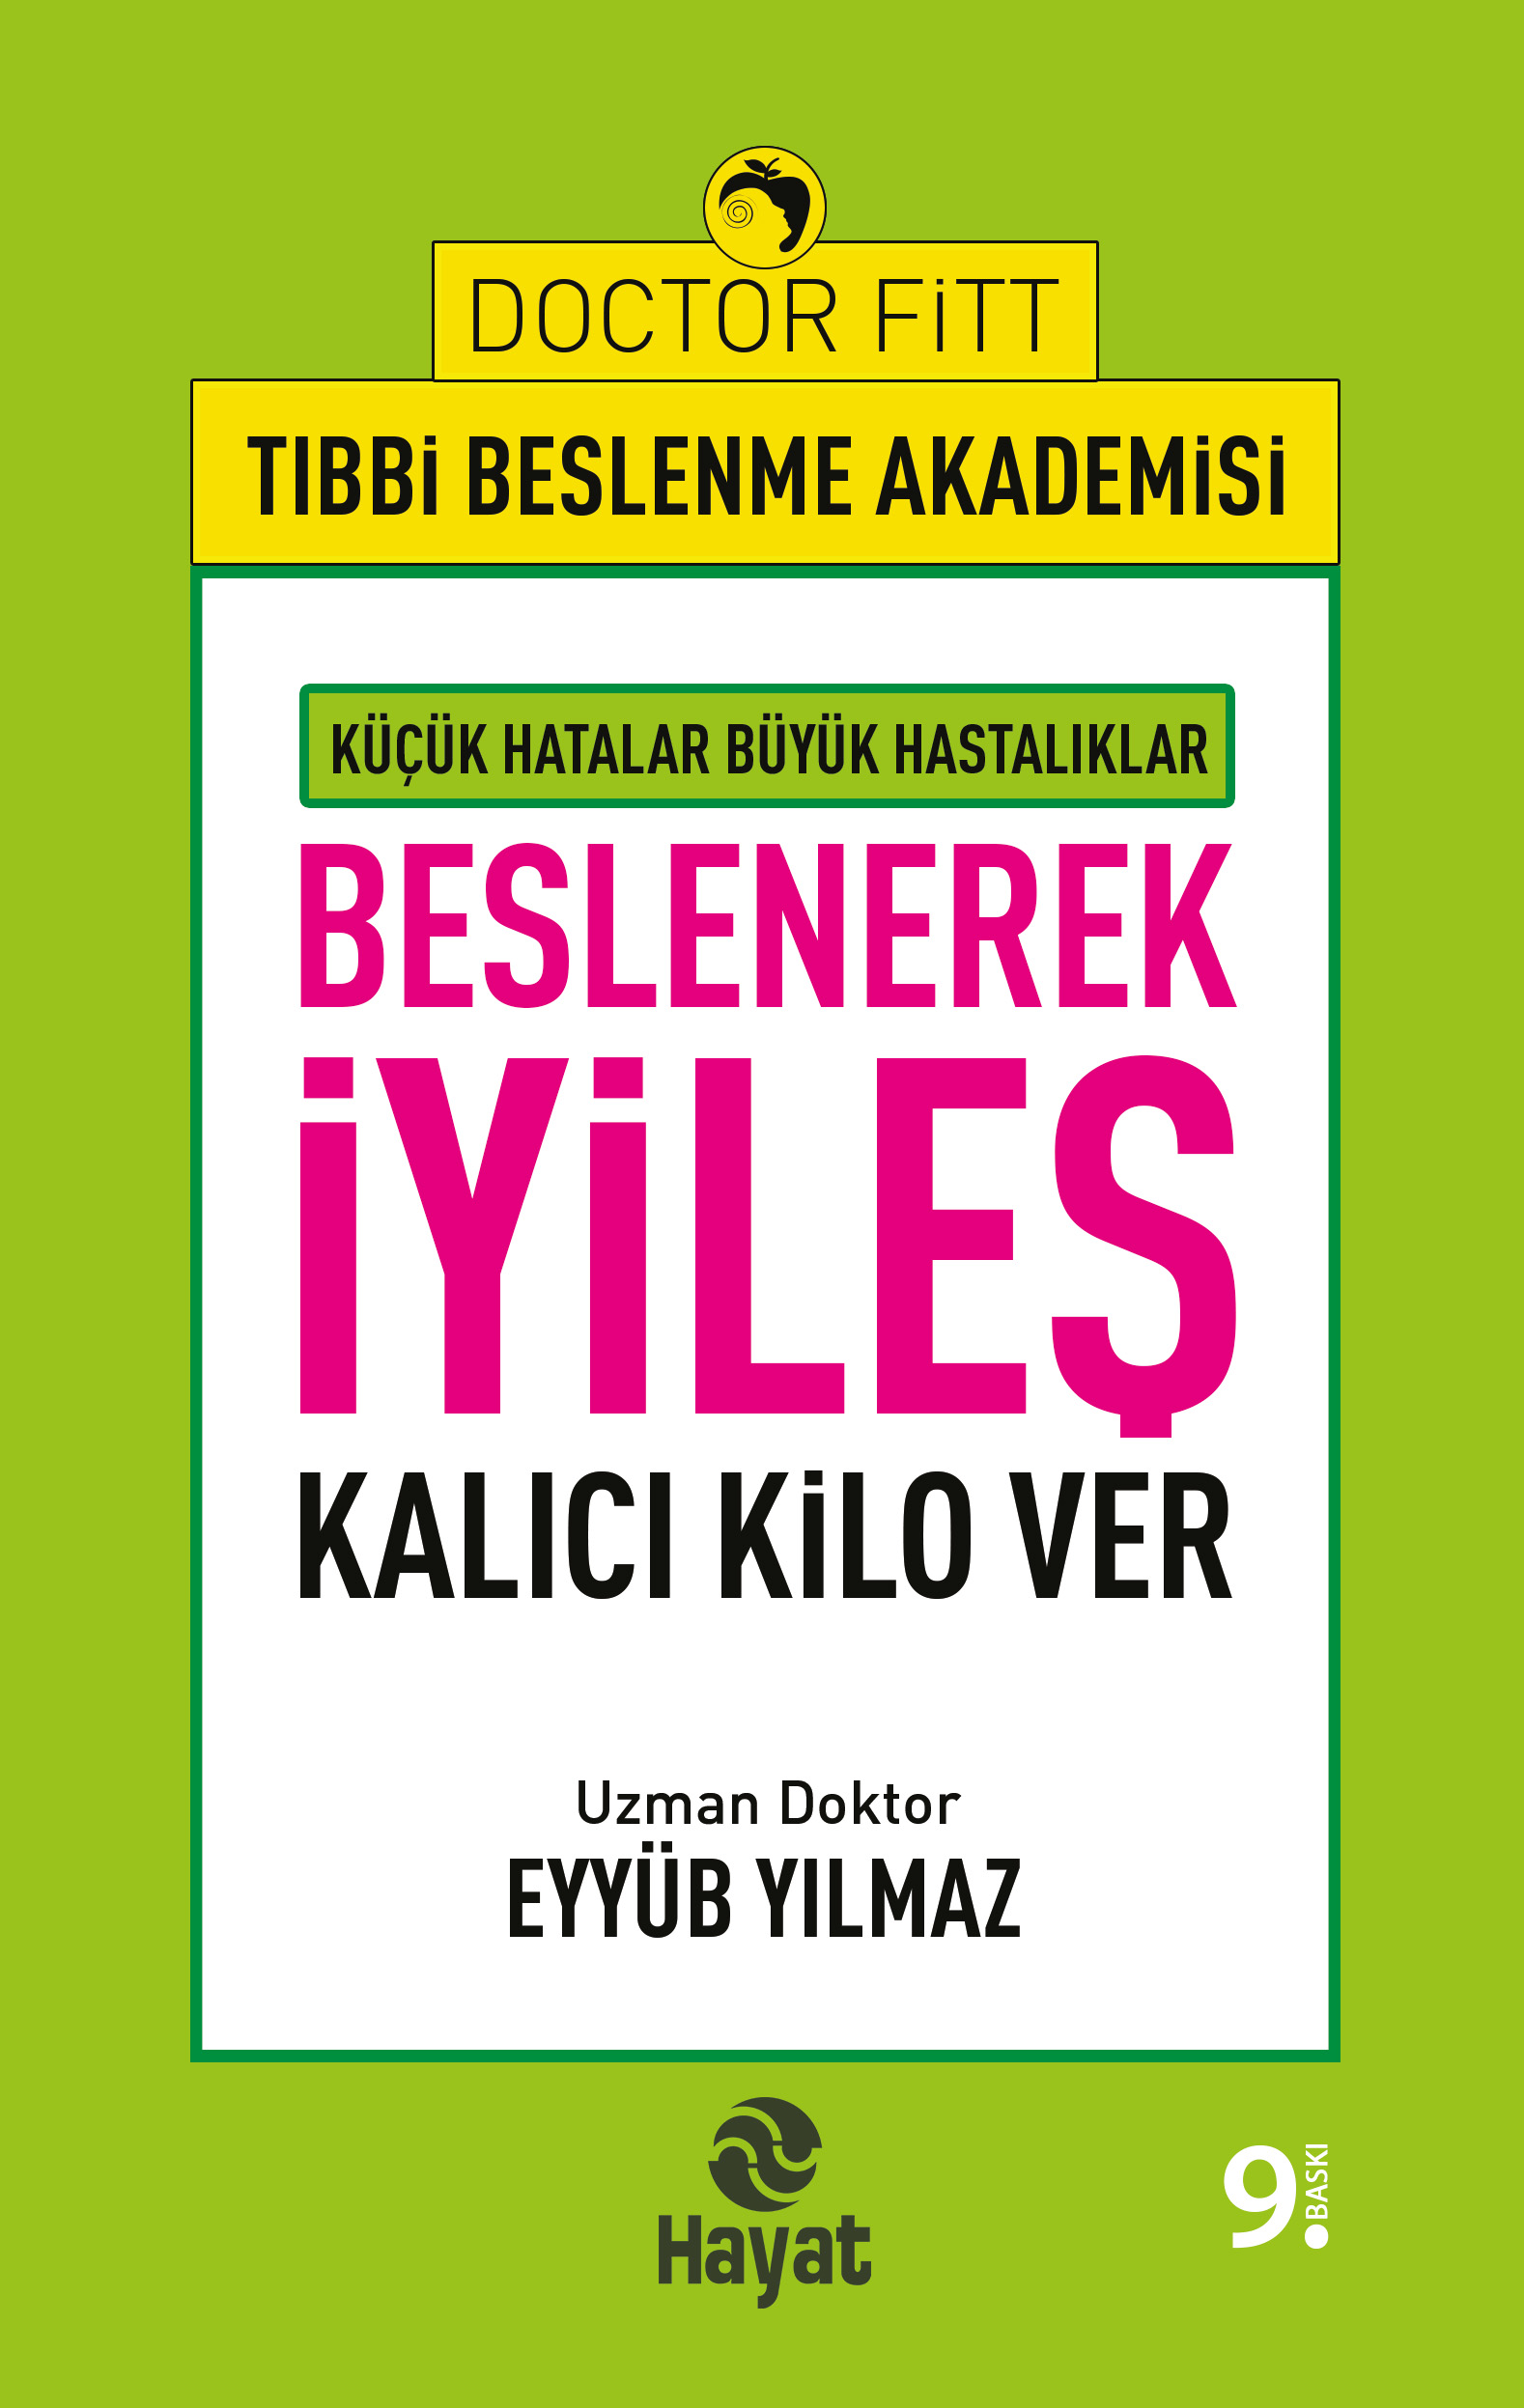 DOCTOR FİTT
TIBBİ BESLENME AKADEMİSİ
KÜÇÜK HATALAR BÜYÜK HASTALIKLAR
BESLENEREK
İYİLEŞ
KALICI KİLO VER
Uzman Doktor
EYYÜB YILMAZ
Hayat
9. BASKI